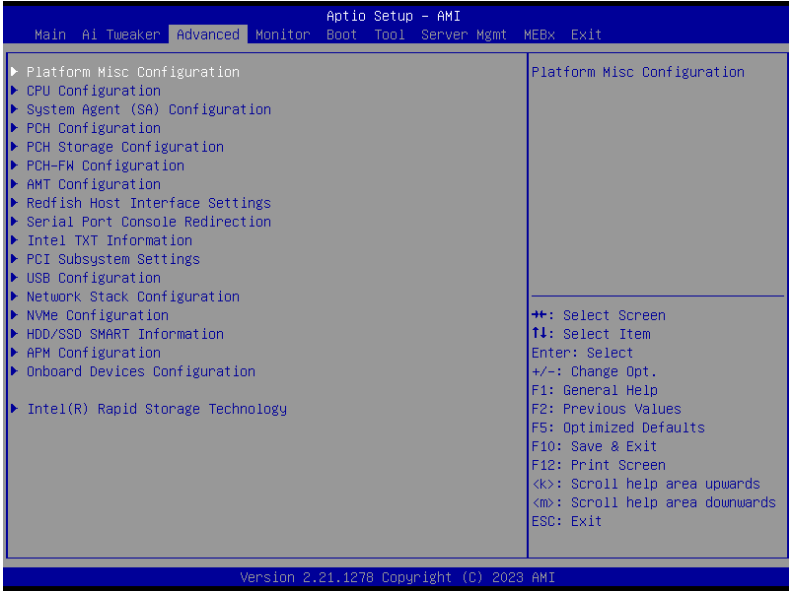 Aptio Setup - AMI
Main Ai Tweaker Advanced Monitor Boot Tool Server Mgmt MEBx Exit
Platform Misc Configuration
CPU Configuration
System Agent (SA) Configuration
PCH Configuration
PCH Storage Configuration
PCH-FW Configuration
AMT Configuration
Redfish Host Interface Settings
Serial Port Console Redirection
Intel TXT Information
PCI Subsystem Settings
USB Configuration
Network Stack Configuration
NVMe Configuration
HDD/SSD SMART Information
APM Configuration
Onboard Devices Configuration
Intel(R) Rapid Storage Technology
Platform Misc Configuration
→←: Select Screen
↑↓: Select Item
Enter: Select
+/-: Change Opt.
F1: General Help
F2: Previous Values
F5: Optimized Defaults
F10: Save & Exit
F12: Print Screen
<k>: Scroll help area upwards
<m>: Scroll help area downwards
ESC: Exit
Version 2.21.1278 Copyright (C) 2023 AMI